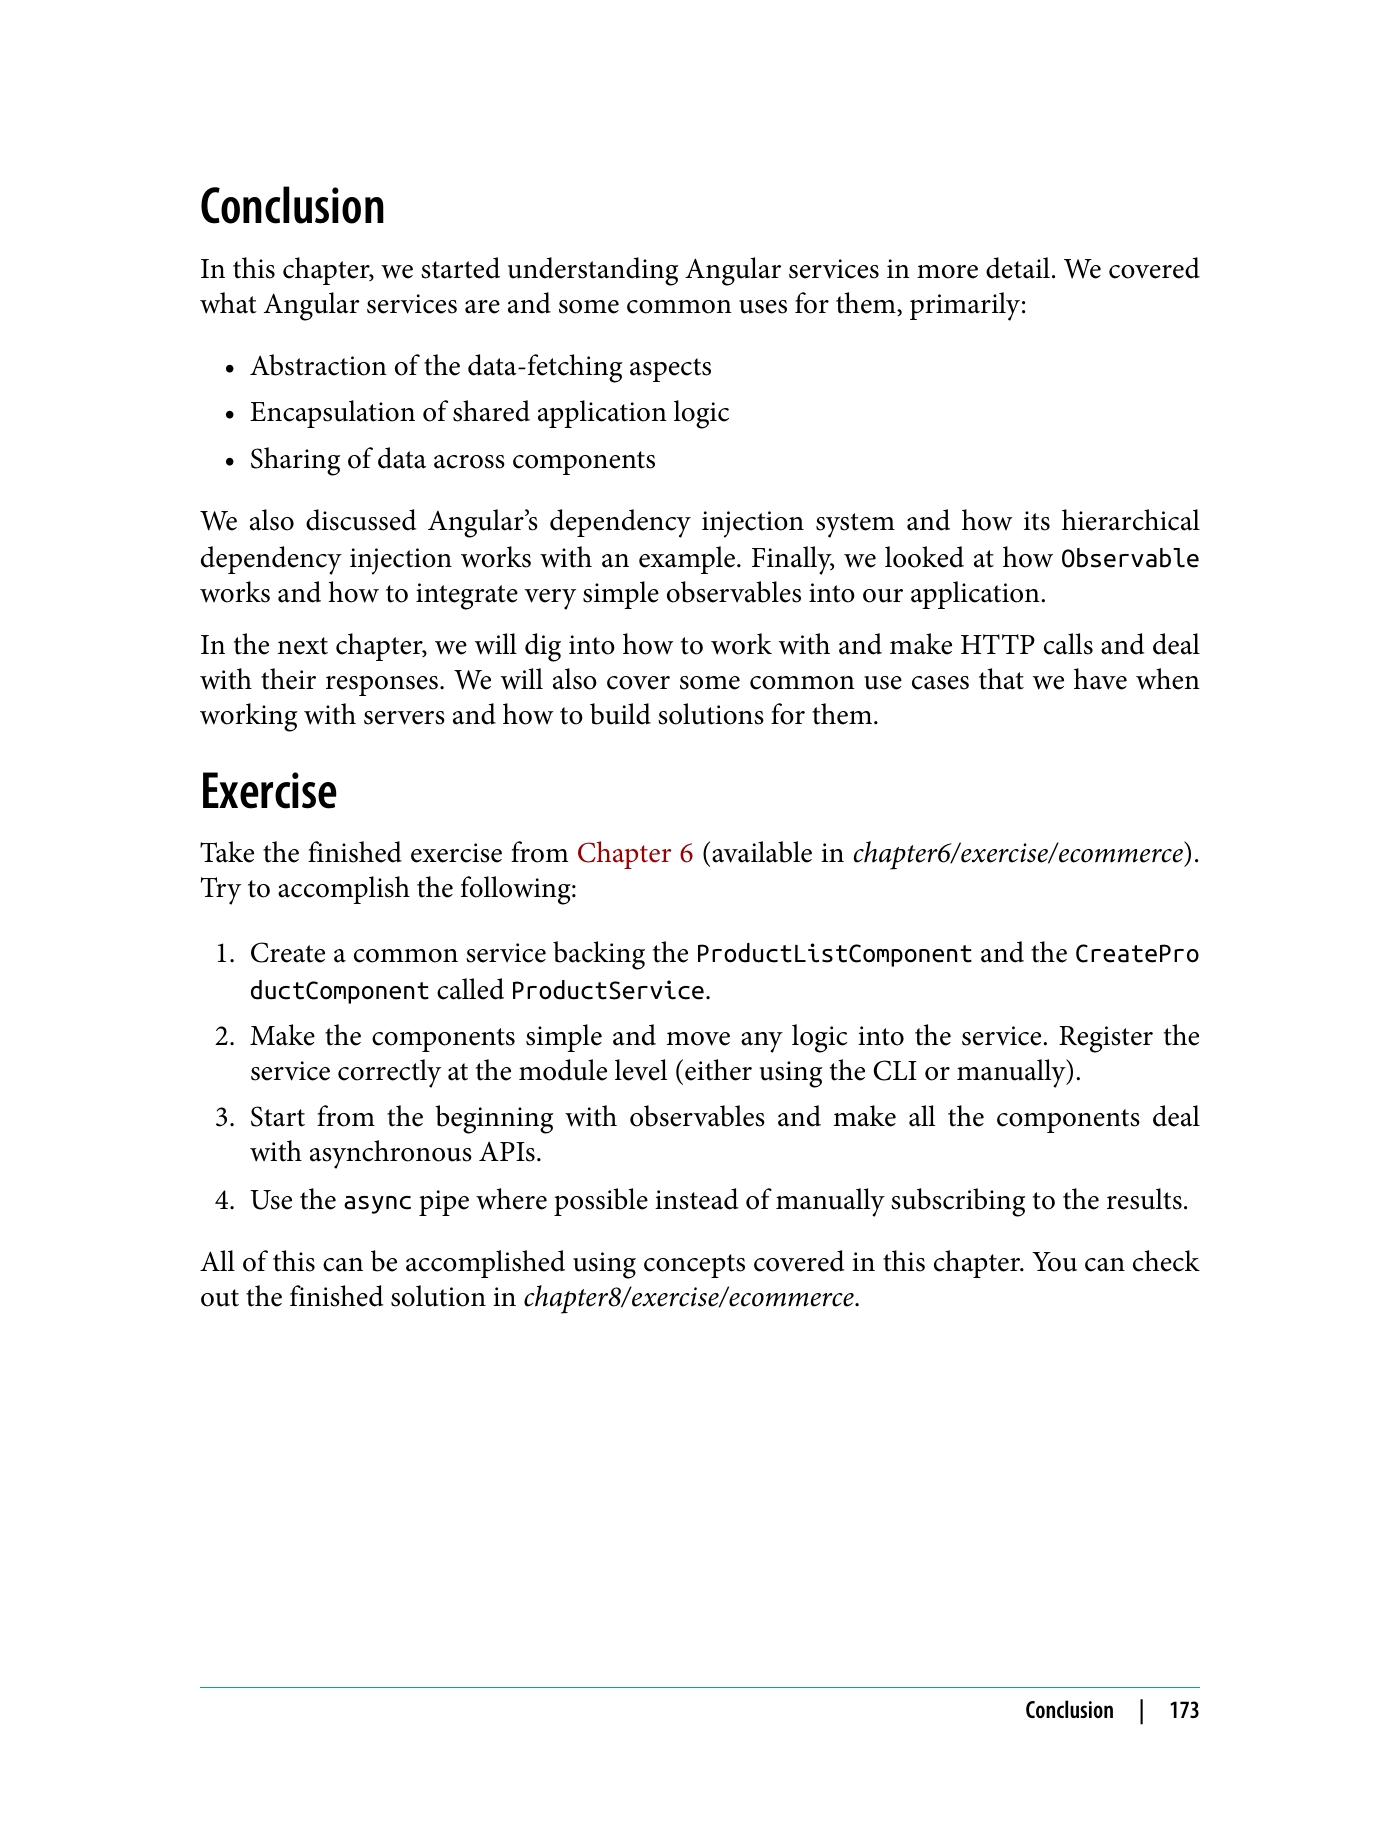 Conclusion
In this chapter, we started understanding Angular services in more detail. We covered
what Angular services are and some common uses for them, primarily:
• Abstraction of the data-fetching aspects
• Encapsulation of shared application logic
• Sharing of data across components
We also discussed Angular’s dependency injection system and how its hierarchical
dependency injection works with an example. Finally, we looked at how Observable
works and how to integrate very simple observables into our application.
In the next chapter, we will dig into how to work with and make HTTP calls and deal
with their responses. We will also cover some common use cases that we have when
working with servers and how to build solutions for them.
Exercise
Take the finished exercise from Chapter 6 (available in chapter6/exercise/ecommerce).
Try to accomplish the following:
1. Create a common service backing the ProductListComponent and the CreatePro
ductComponent called ProductService.
2. Make the components simple and move any logic into the service. Register the
service correctly at the module level (either using the CLI or manually).
3. Start from the beginning with observables and make all the components deal
with asynchronous APIs.
4. Use the async pipe where possible instead of manually subscribing to the results.
All of this can be accomplished using concepts covered in this chapter. You can check
out the finished solution in chapter8/exercise/ecommerce.
Conclusion | 173